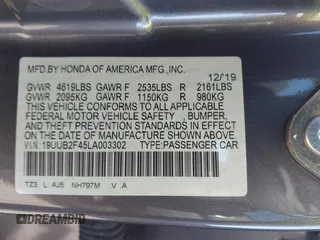 MFD. BY HONDA OF AMERICA MFG.,INC. 12/19
GVWR 4619LBS GAWR F 2535LBS R 2161LBS
GVWR 2095KG GAWR F 1150KG R 980KG
THIS VEHICLE CONFORMS TO ALL APPLICABLE
FEDERAL MOTOR VEHICLE SAFETY , BUMPER,
AND THEFT PREVENTION STANDARDS IN EFFECT
ON THE DATE OF MANUFACTURE SHOWN ABOVE.
V.I.N. 19UUB2F45LA003302 TYPE:PASSENGER CAR
TZ3 L AJ5 NH797M V .A
DREAMBID